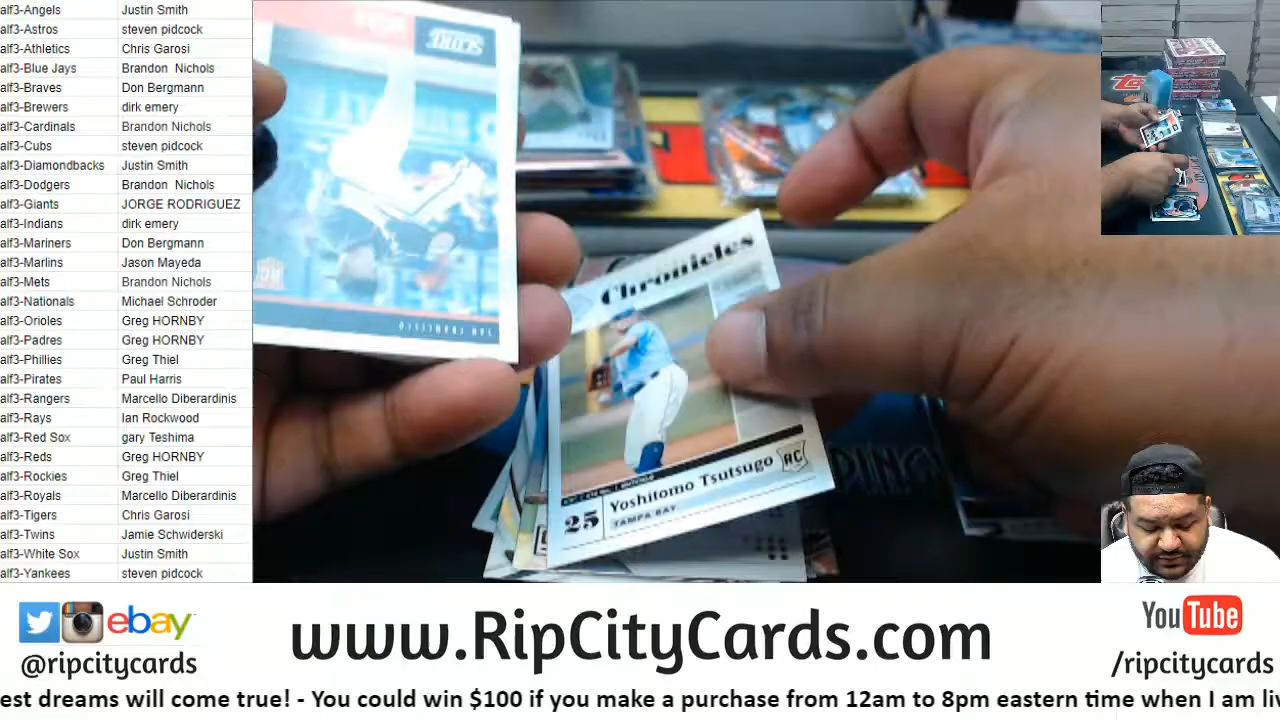 alf3-Angels Justin Smith
alf3-Astros steven pidcock
alf3-Athletics Chris Garosi
alf3-Blue Jays Brandon Nichols
alf3-Braves Don Bergmann
alf3-Brewers dirk emery
alf3-Cardinals Brandon Nichols
alf3-Cubs steven pidcock
alf3-Diamondbacks Justin Smith
alf3-Dodgers Brandon Nichols
alf3-Giants JORGE RODRIGUEZ
alf3-Indians dirk emery
alf3-Mariners Don Bergmann
alf3-Marlins Jason Mayeda
alf3-Mets Brandon Nichols
alf3-Nationals Michael Schroder
alf3-Orioles Greg HORNBY
alf3-Padres Greg HORNBY
alf3-Phillies Greg Thiel
alf3-Pirates Paul Harris
alf3-Rangers Marcello Diberardinis
alf3-Rays Ian Rockwood
alf3-Red Sox gary Teshima
alf3-Reds Greg HORNBY
alf3-Rockies Greg Thiel
alf3-Royals Marcello Diberardinis
alf3-Tigers Chris Garosi
alf3-Twins Jamie Schwiderski
alf3-White Sox Justin Smith
alf3-Yankees steven pidcock
SCORE
SAN FRANCISCO
Chronicles
Yoshitomo Tsutsugo RC
25
TAMPA BAY
ebay
@ripcitycards
www.RipCityCards.com
YouTube
/ripcitycards
est dreams will come true! - You could win $100 if you make a purchase from 12am to 8pm eastern time when I am liv